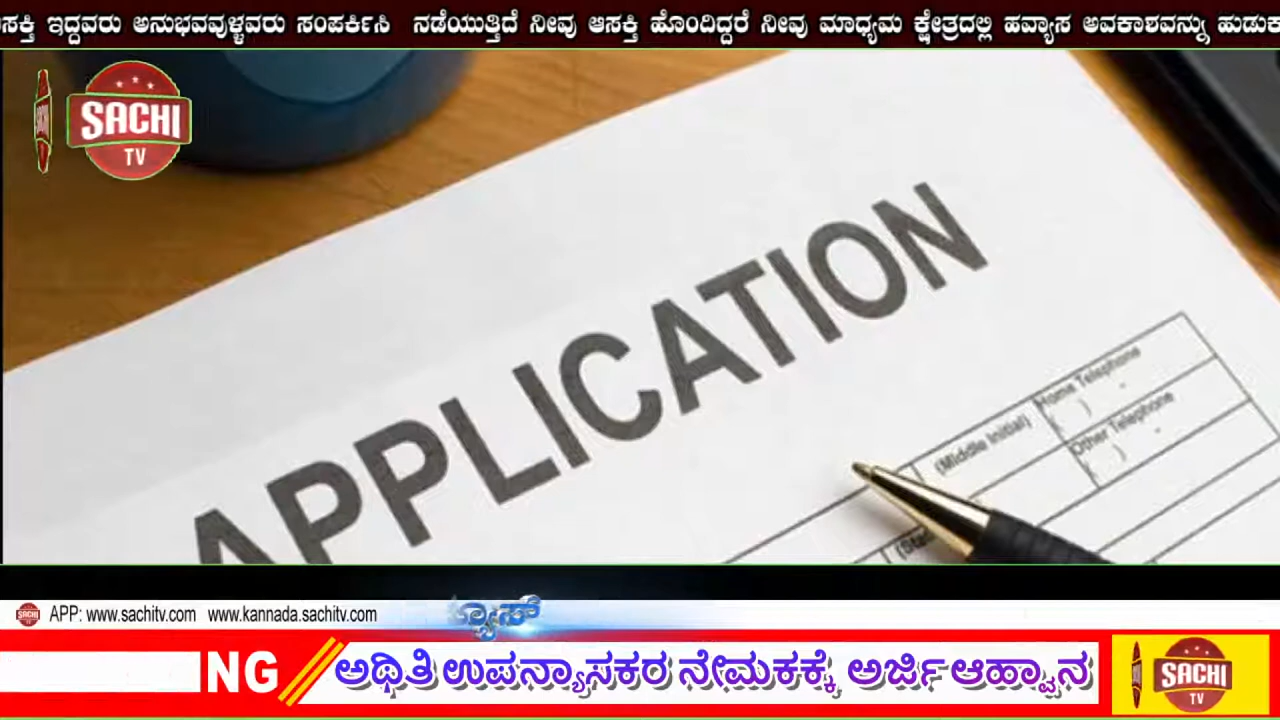 ಇದ್ದವರು ಅನುಭವವುಳ್ಳವರು ಸಂಪರ್ಕಿಸಿ ನಡೆಯುತ್ತಿದೆ ನೀವು ಆಸಕ್ತಿ ಹೊಂದಿದ್ದರೆ ನೀವು ಮಾಧ್ಯಮ ಕ್ಷೇತ್ರದಲ್ಲಿ ಹವ್ಯಾಸ ಅವಕಾಶವನ್ನು
SACHI
TV
APPLICATION
Home Telephone
(Middle Initial)
Other Telephone
SACHI APP: www.sachitv.com www.kannada.sachitv.com
NG ಅಥಿತಿ ಉಪನ್ಯಾಸಕರ ನೇಮಕಕ್ಕೆ ಅರ್ಜಿ ಆಹ್ವಾನ
SACHI
TV